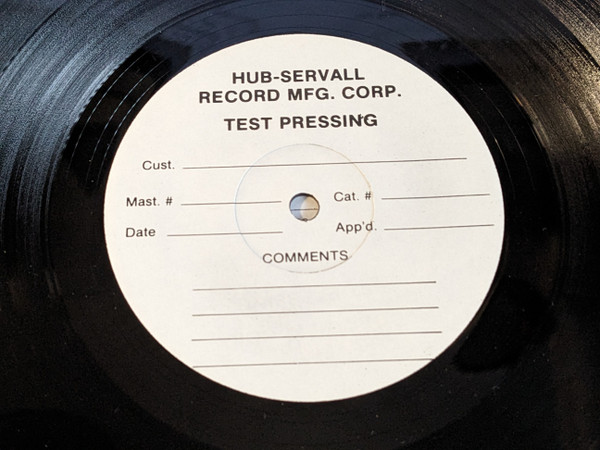 HUB-SERVALL
RECORD MFG. CORP.
TEST PRESSING
Cust.
Mast. # Cat. #
Date App'd.
COMMENTS